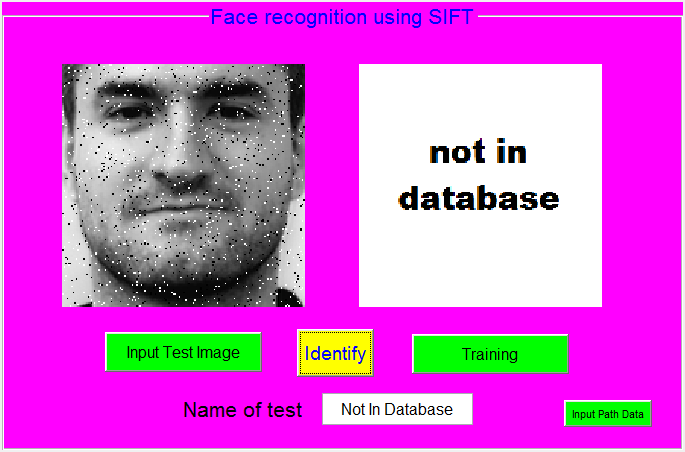 Face recognition using SIFT
not in
database
Input Test Image
Identify
Training
Name of test
Not In Database
Input Path Data